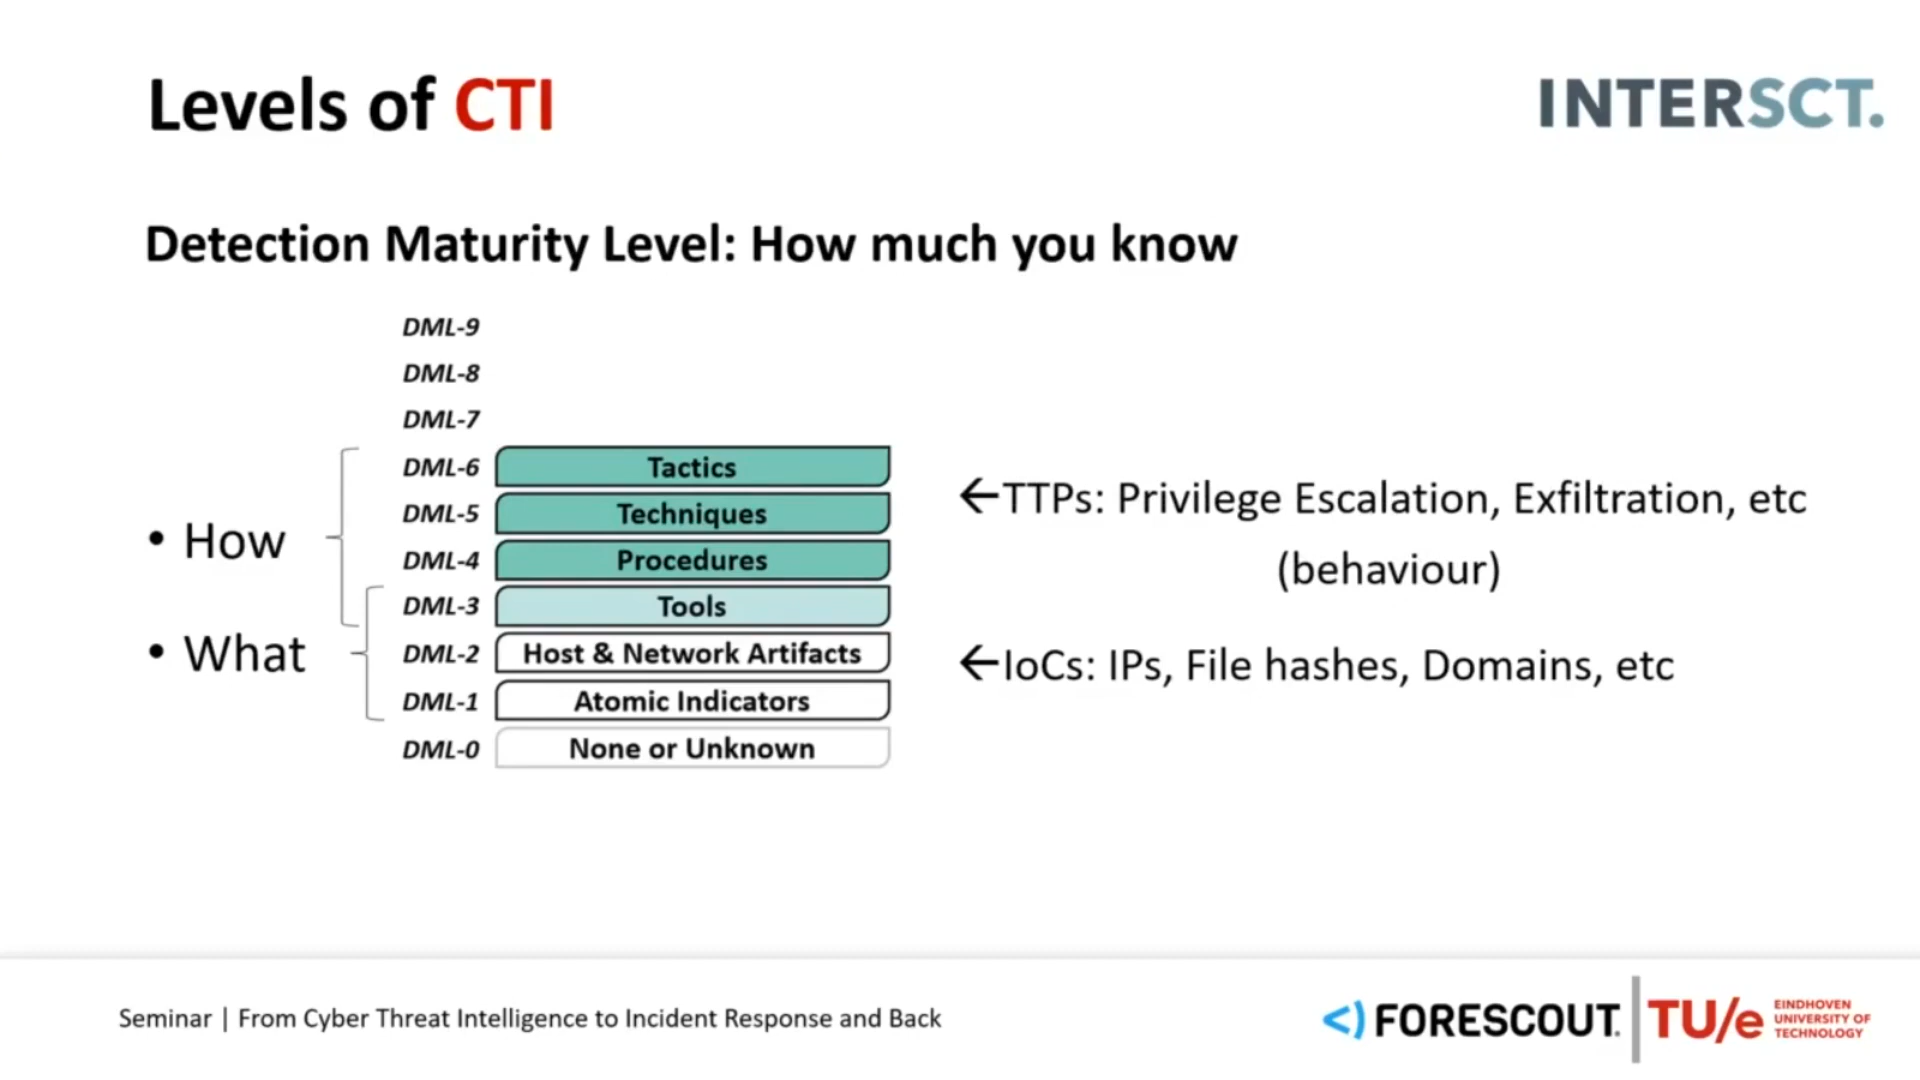 Levels of CTI
INTERSCT.
Detection Maturity Level: How much you know
DML-9
DML-8
DML-7
DML-6 Tactics
DML-5 Techniques
DML-4 Procedures
DML-3 Tools
DML-2 Host & Network Artifacts
DML-1 Atomic Indicators
DML-0 None or Unknown
• How
• What
←TTPs: Privilege Escalation, Exfiltration, etc
(behaviour)
←IoCs: IPs, File hashes, Domains, etc
Seminar | From Cyber Threat Intelligence to Incident Response and Back
<) FORESCOUT.
TU/e
EINDHOVEN
UNIVERSITY OF
TECHNOLOGY